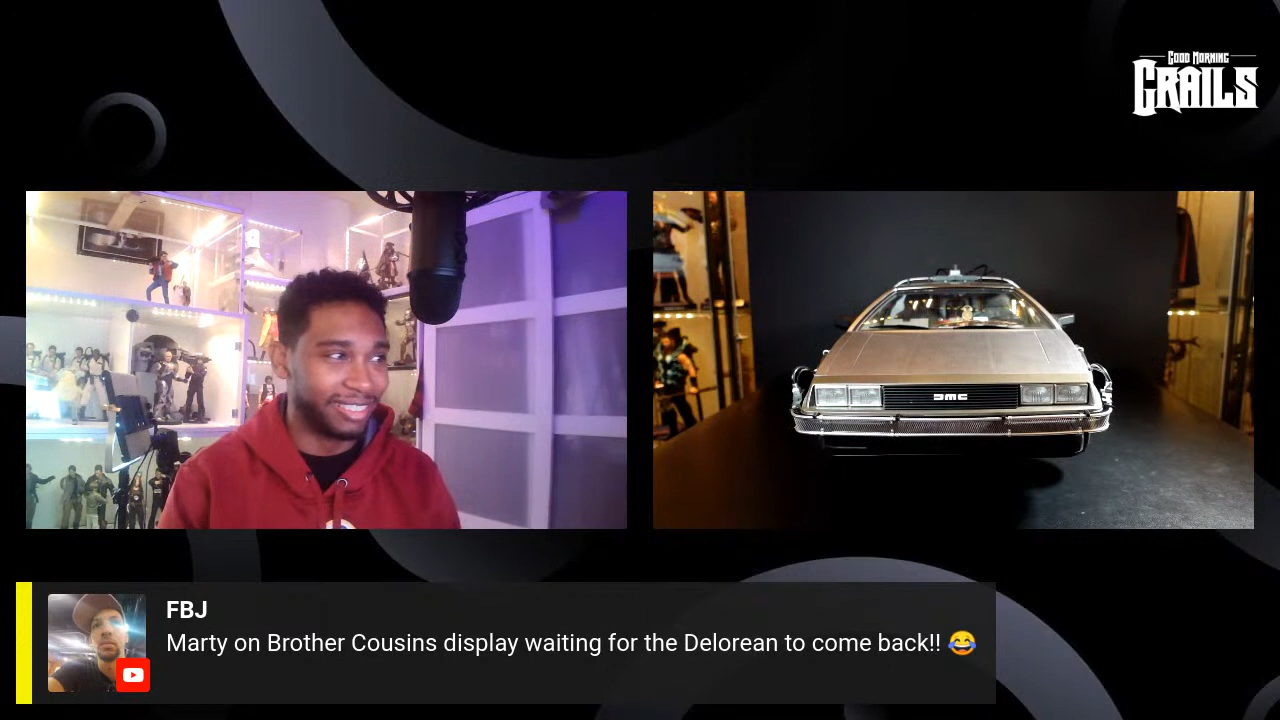 GOOD MORNING
GRAILS
DMC
FBJ
Marty on Brother Cousins display waiting for the Delorean to come back!! 😂